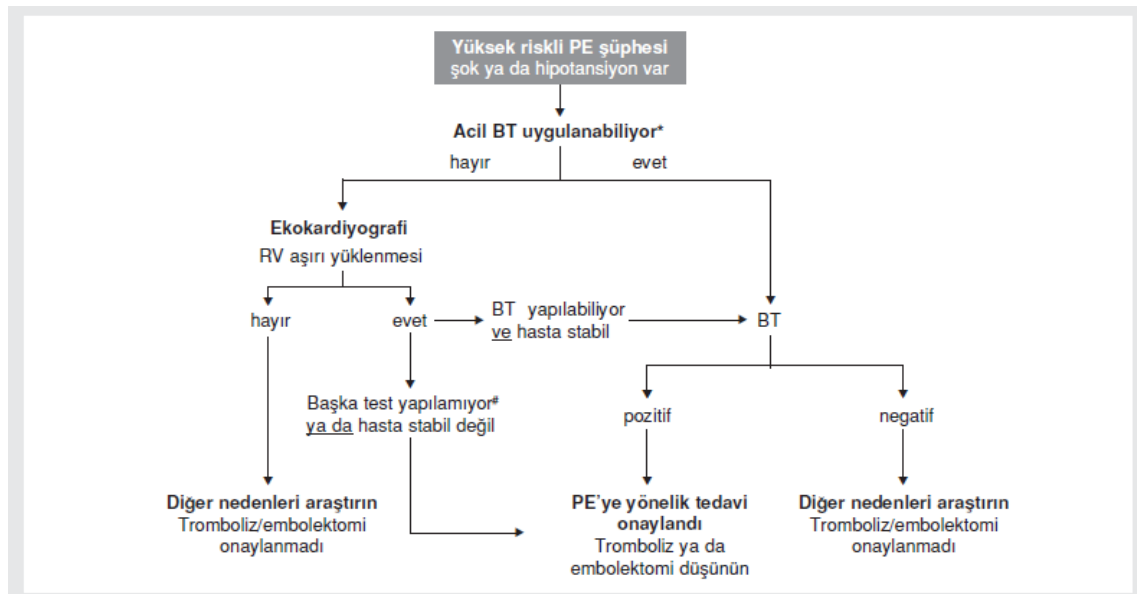 Yüksek riskli PE şüphesi
şok ya da hipotansiyon var
Acil BT uygulanabiliyor*
hayır
evet
Ekokardiyografi
RV aşırı yüklenmesi
hayır
evet
BT yapılabiliyor
ve hasta stabil
BT
Başka test yapılamıyor#
ya da hasta stabil değil
pozitif
negatif
Diğer nedenleri araştırın
Tromboliz/embolektomi
onaylanmadı
PE'ye yönelik tedavi
onaylandı
Tromboliz ya da
embolektomi düşünün
Diğer nedenleri araştırın
Tromboliz/embolektomi
onaylanmadı